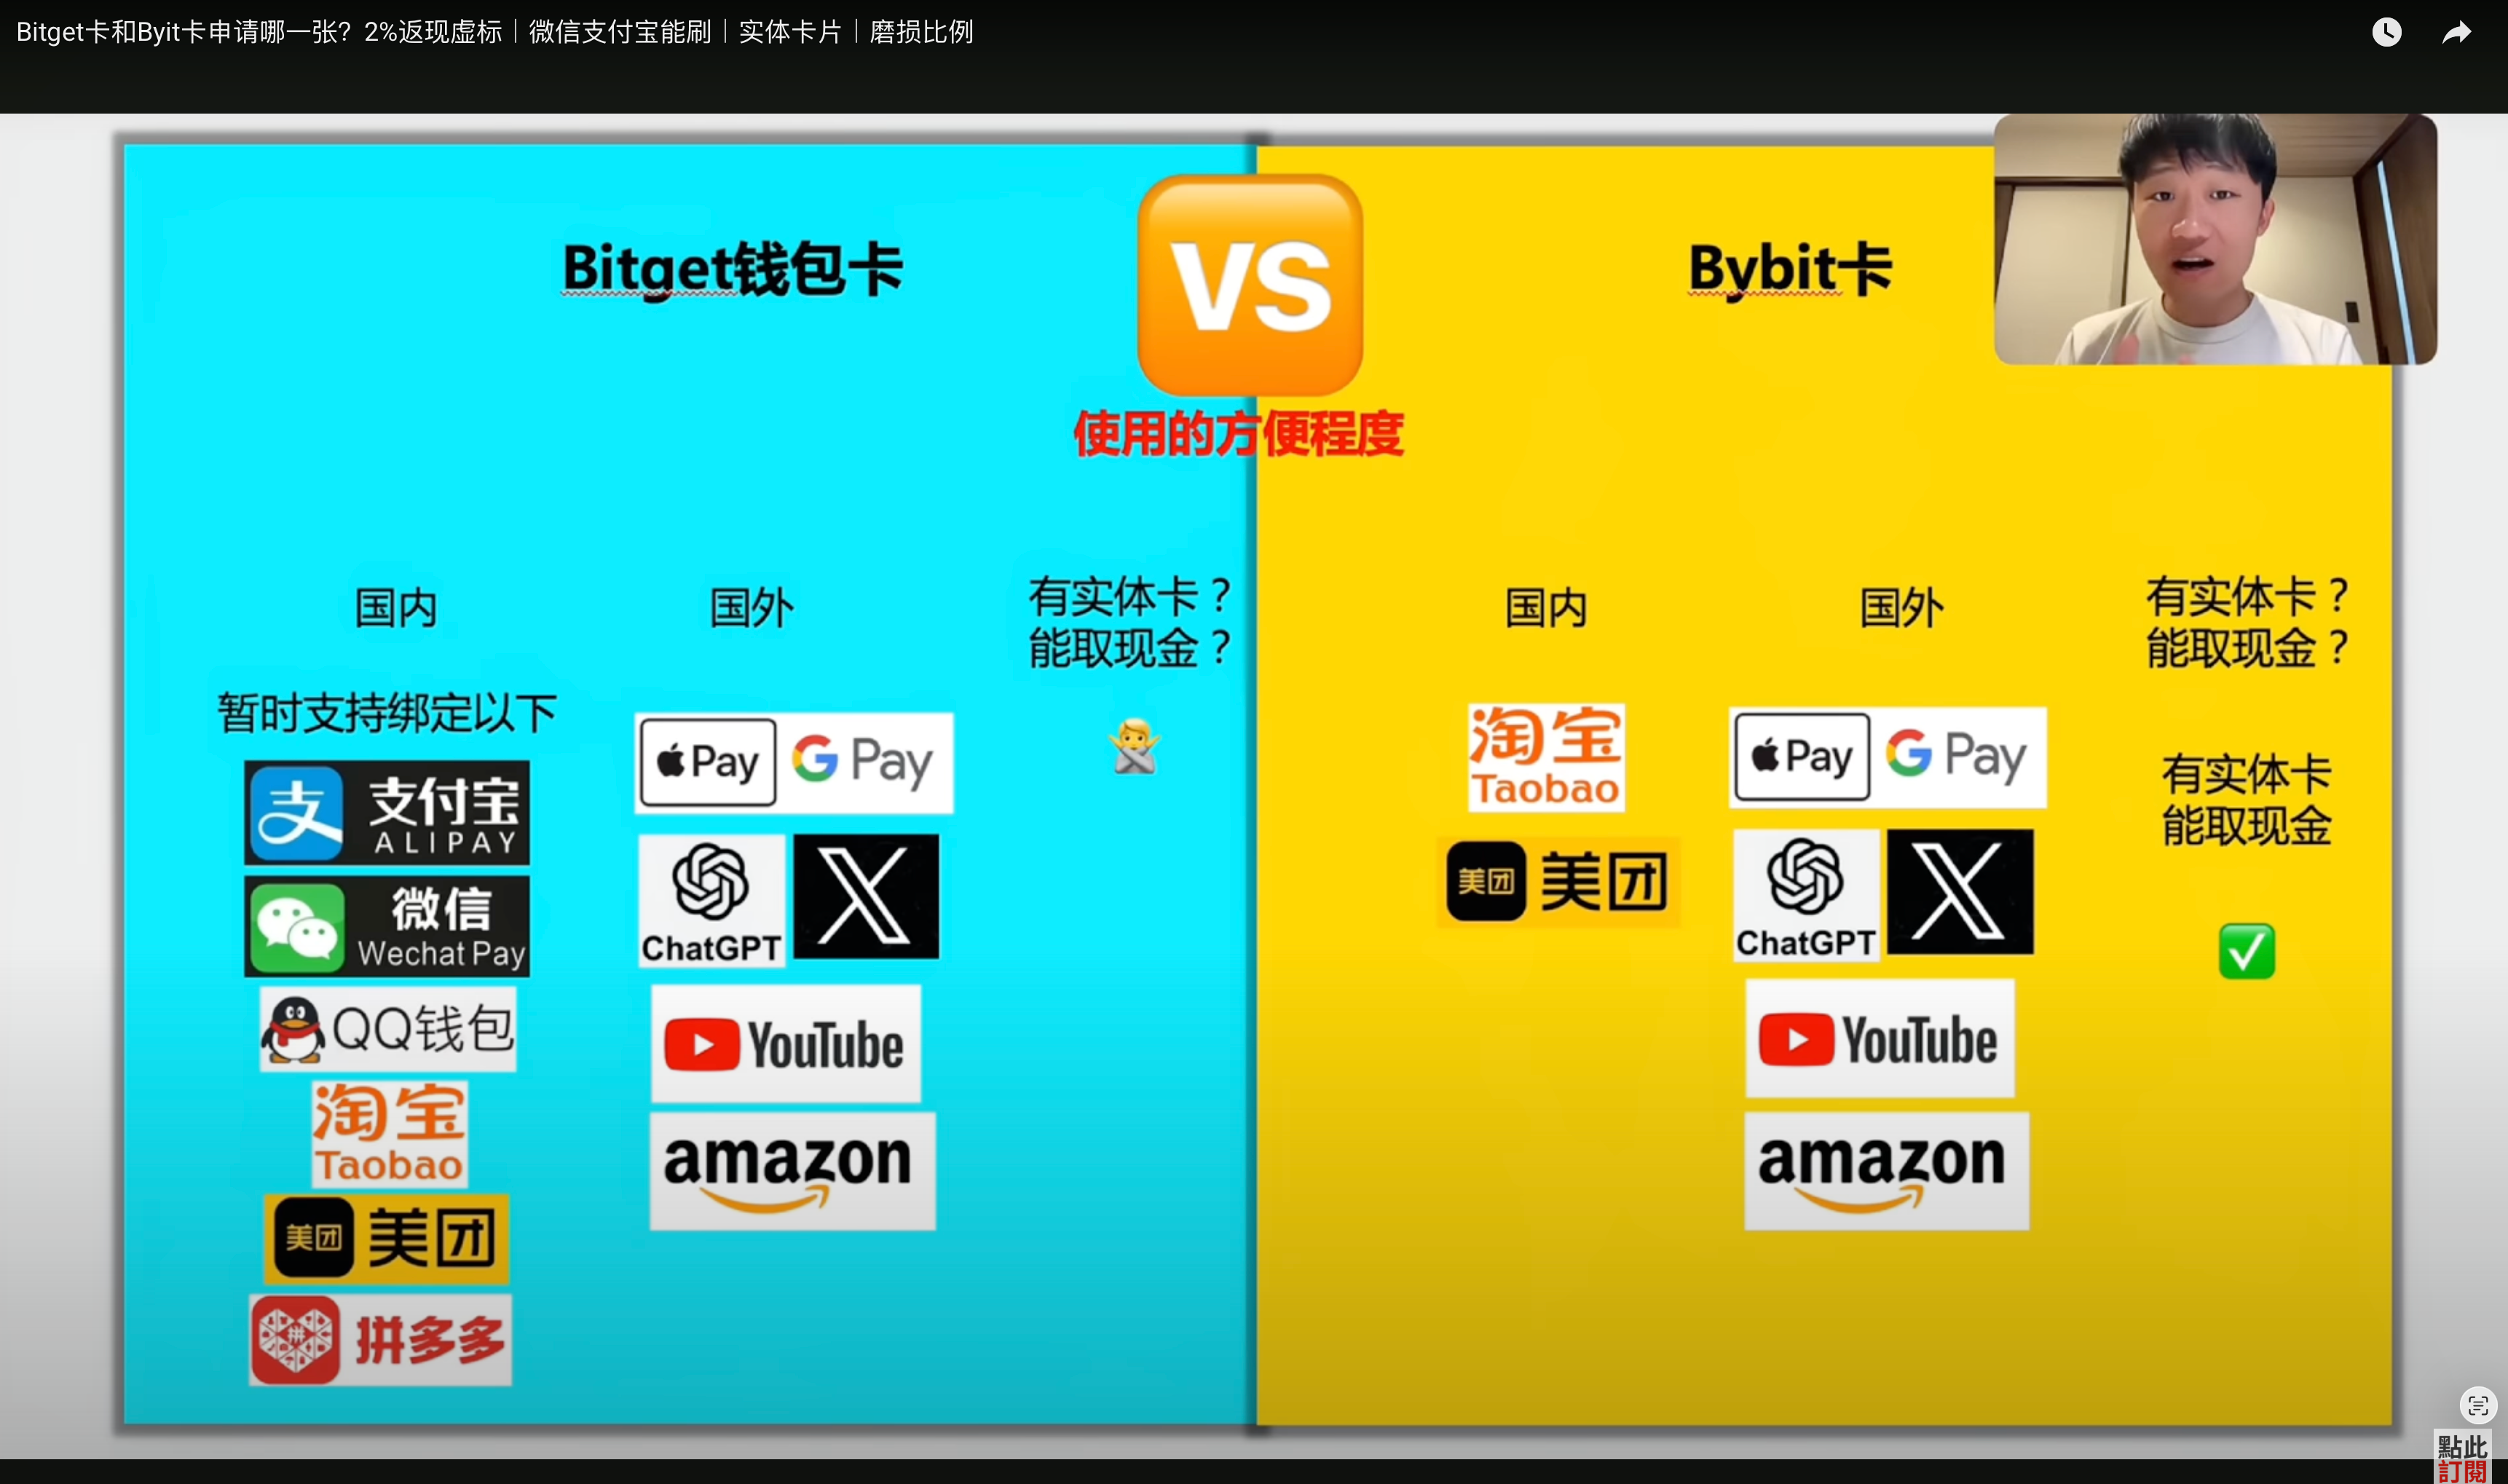 Bitget卡和Byit卡申请哪一张？2%返现虚标｜微信支付宝能刷｜实体卡片｜磨损比例
Bitget钱包卡
VS
Bybit卡
使用的方便程度
国内
国外
有实体卡？
能取现金？
暂时支持绑定以下
支 支付宝
ALIPAY
微信
Wechat Pay
QQ钱包
淘宝
Taobao
美团 美团
拼 拼多多
Pay G Pay
ChatGPT X
YouTube
amazon
国内
国外
有实体卡？
能取现金？
淘宝
Taobao
美团 美团
Pay G Pay
ChatGPT X
YouTube
amazon
有实体卡
能取现金
點此
訂閱